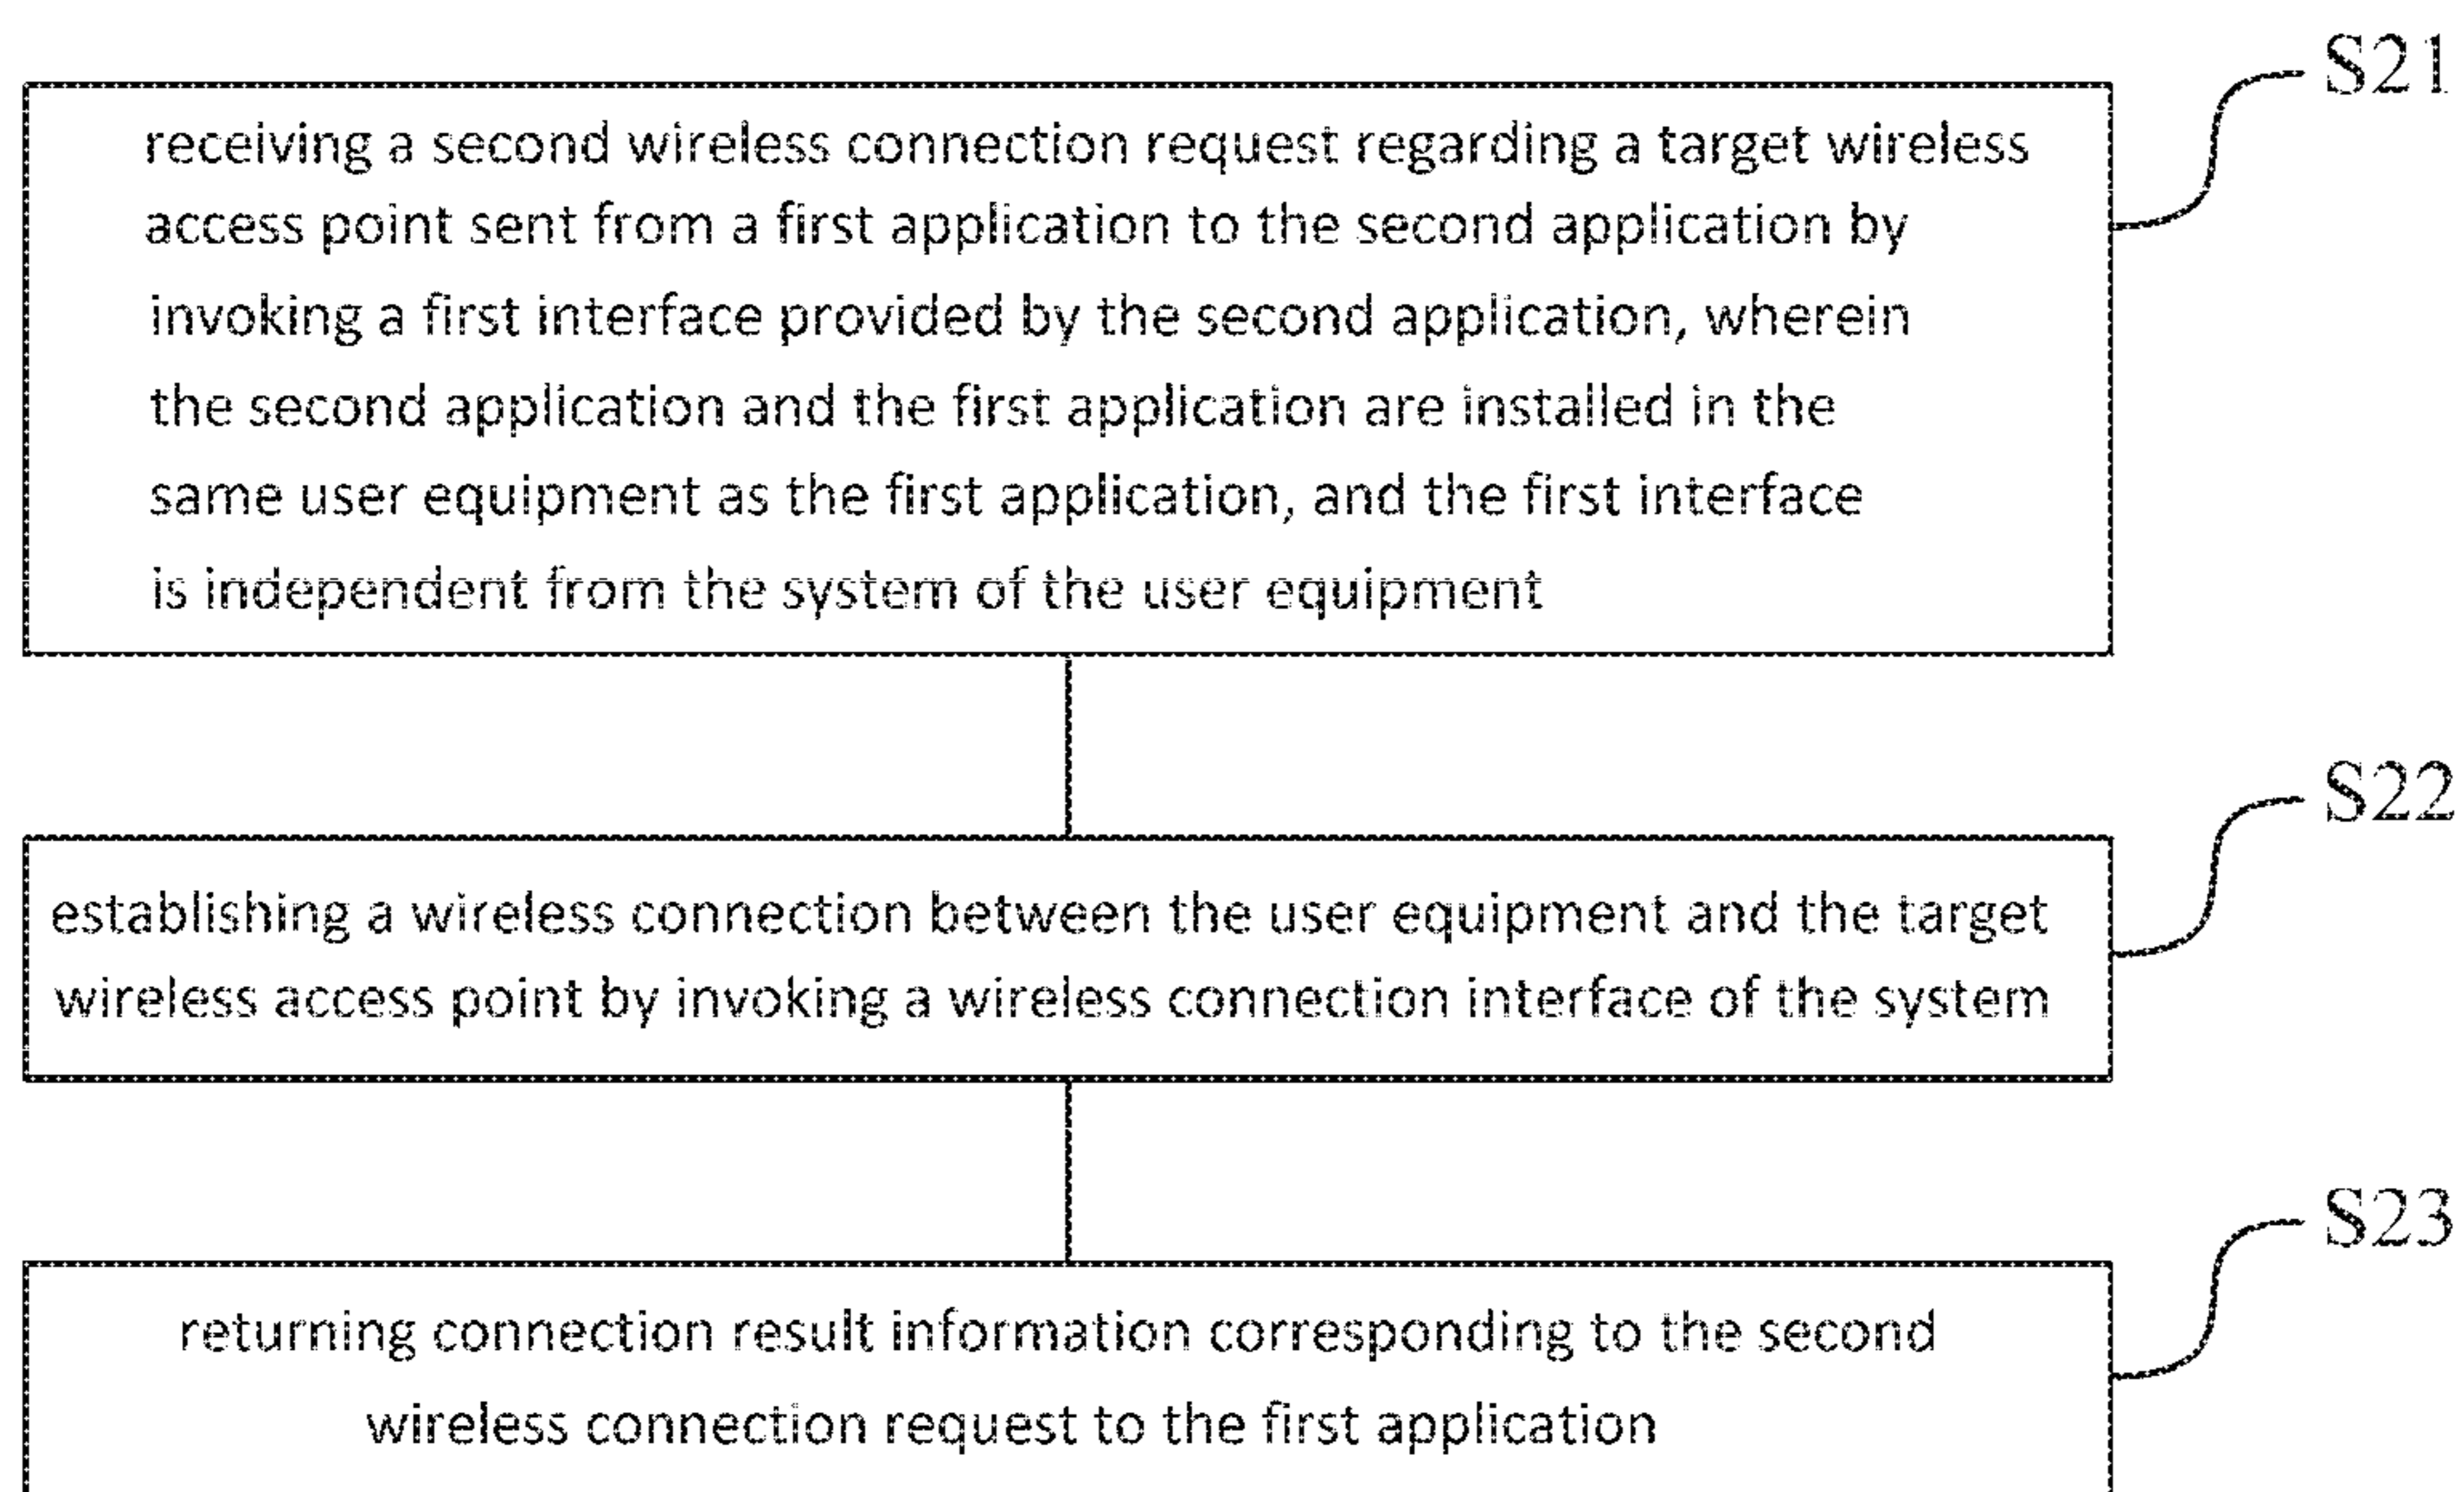 S21
receiving a second wireless connection request regarding a target wireless
access point sent from a first application to the second application by
invoking a first interface provided by the second application, wherein
the second application and the first application are installed in the
same user equipment as the first application, and the first interface
is independent from the system of the user equipment
S22
establishing a wireless connection between the user equipment and the target
wireless access point by invoking a wireless connection interface of the system
S23
returning connection result information corresponding to the second
wireless connection request to the first application